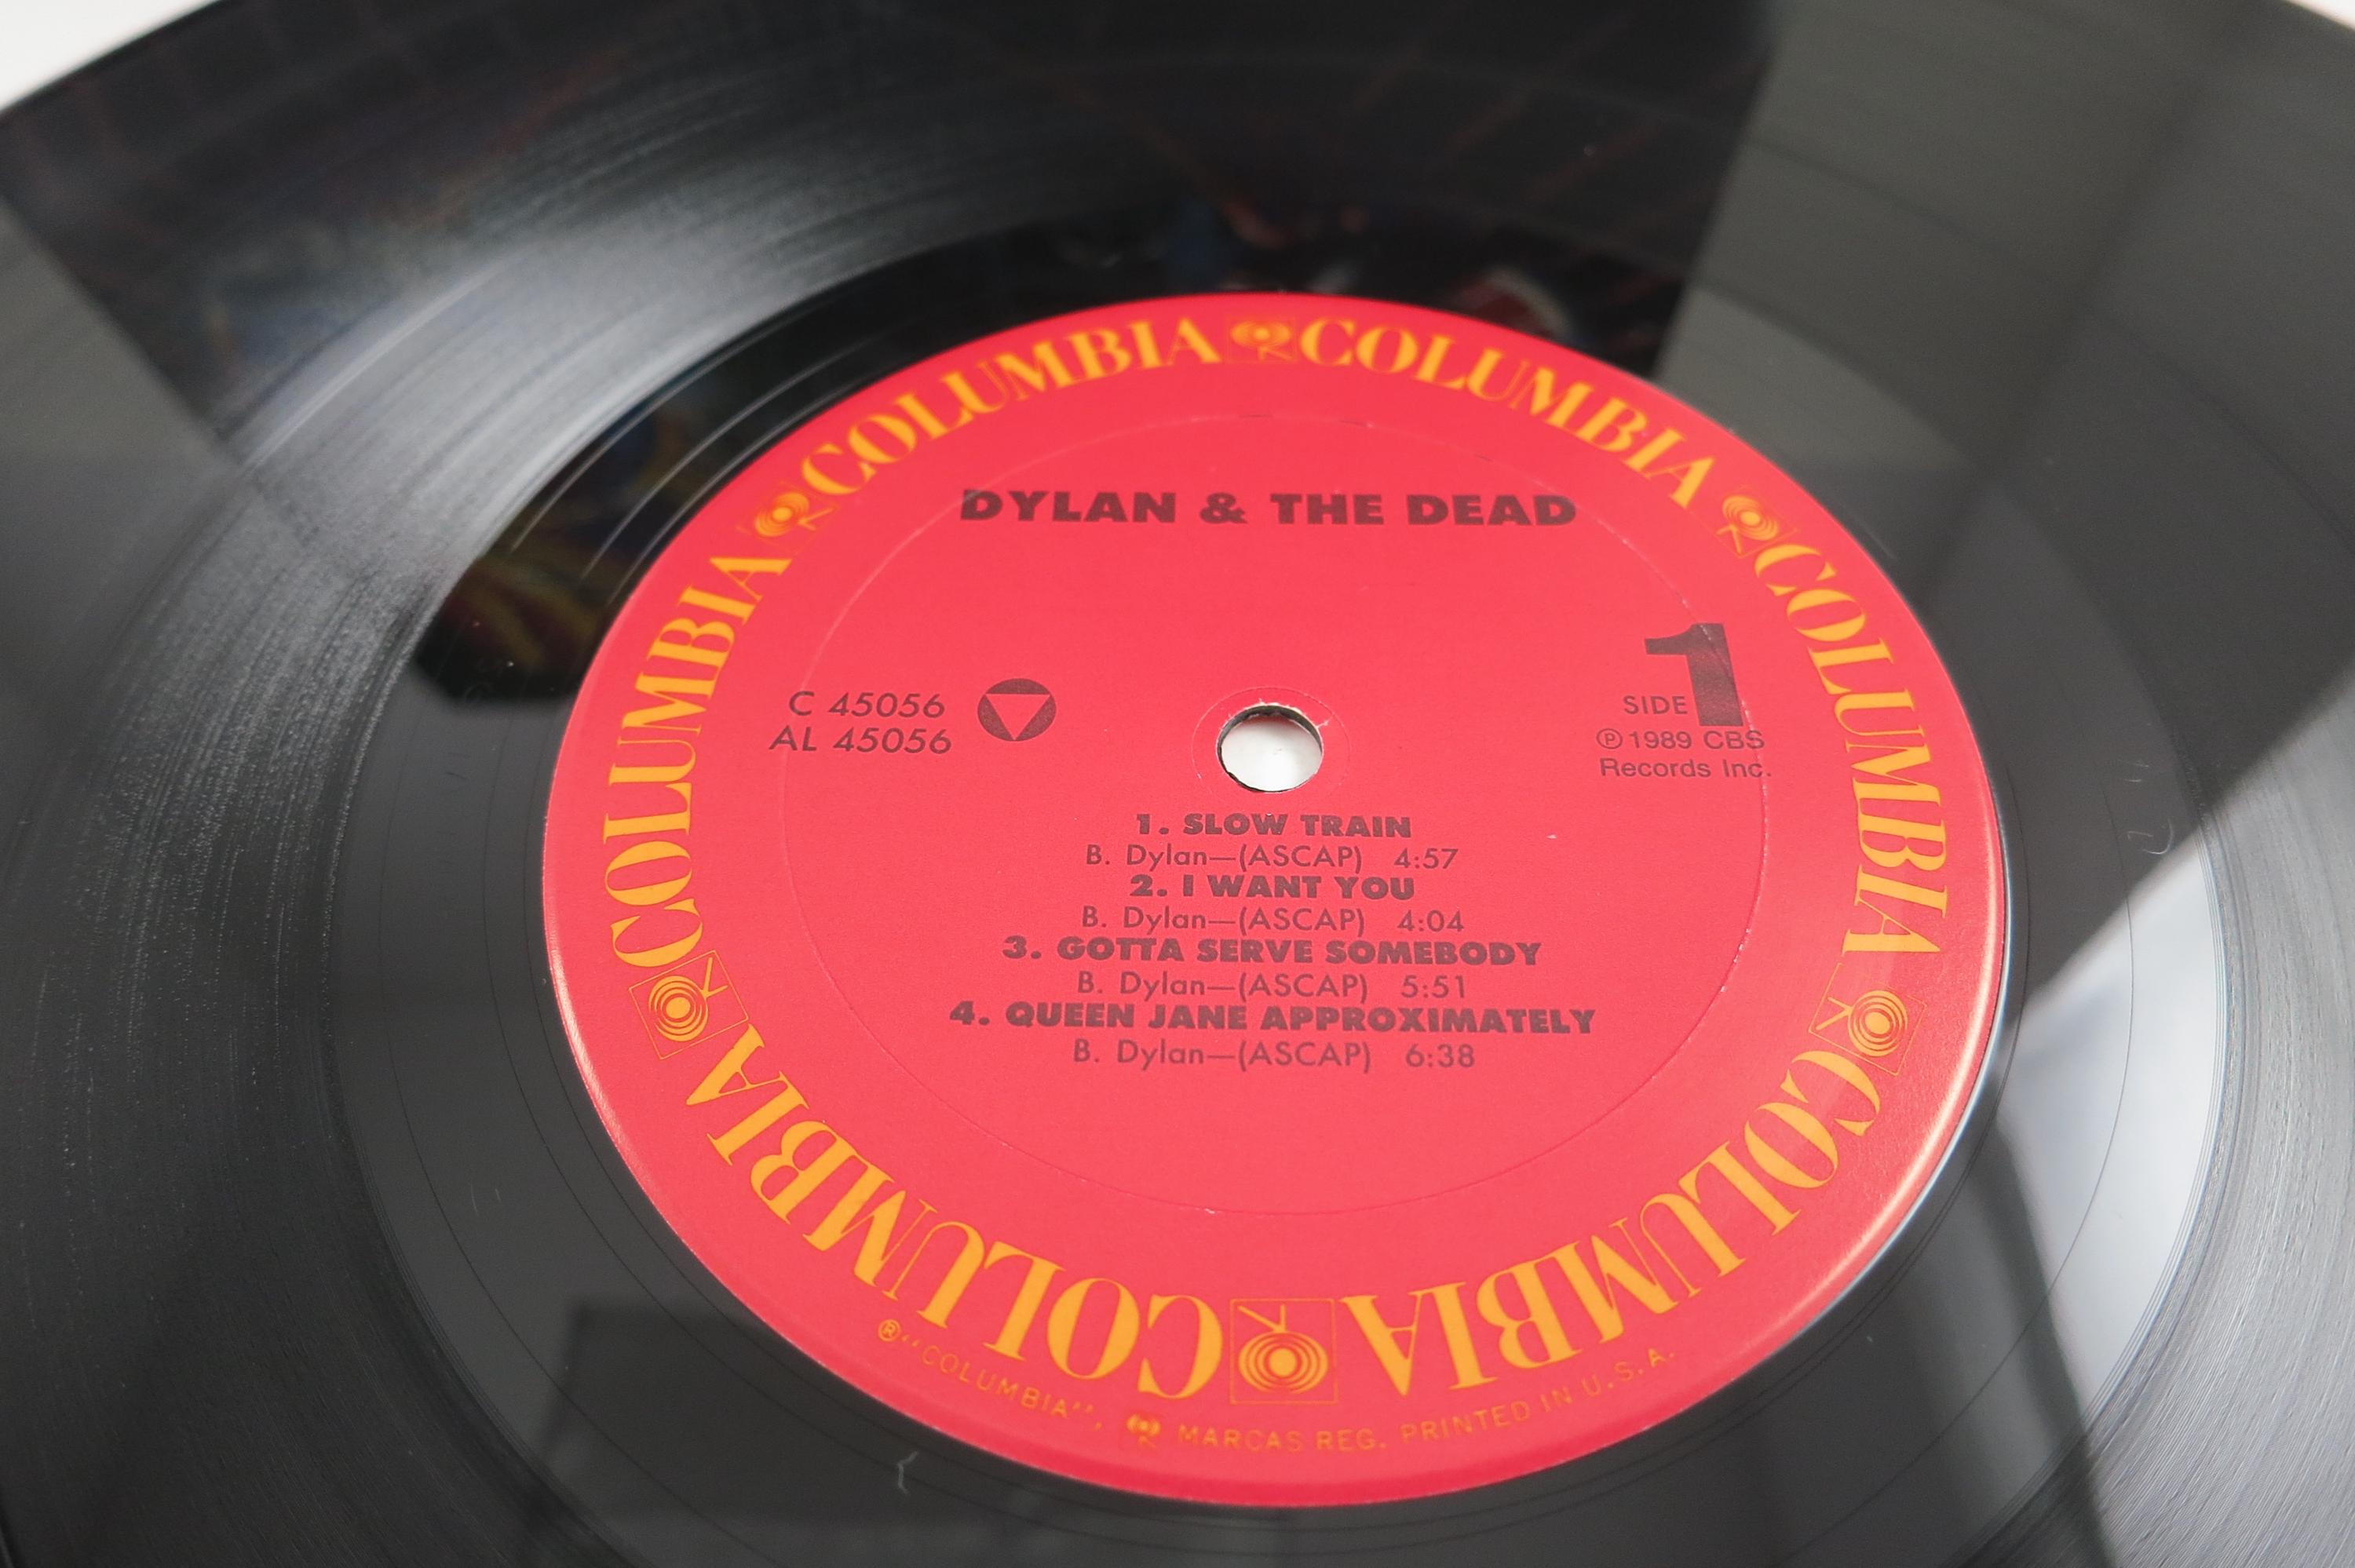 COLUMBIA COLUMBIA COLUMBIA COLUMBIA COLUMBIA COLUMBIA
DYLAN & THE DEAD
C 45056
AL 45056
SIDE 1
℗ 1989 CBS
Records Inc.
1. SLOW TRAIN
B. Dylan—(ASCAP) 4:57
2. I WANT YOU
B. Dylan—(ASCAP) 4:04
3. GOTTA SERVE SOMEBODY
B. Dylan—(ASCAP) 5:51
4. QUEEN JANE APPROXIMATELY
B. Dylan—(ASCAP) 6:38
® "COLUMBIA", MARCAS REG. PRINTED IN U.S.A.